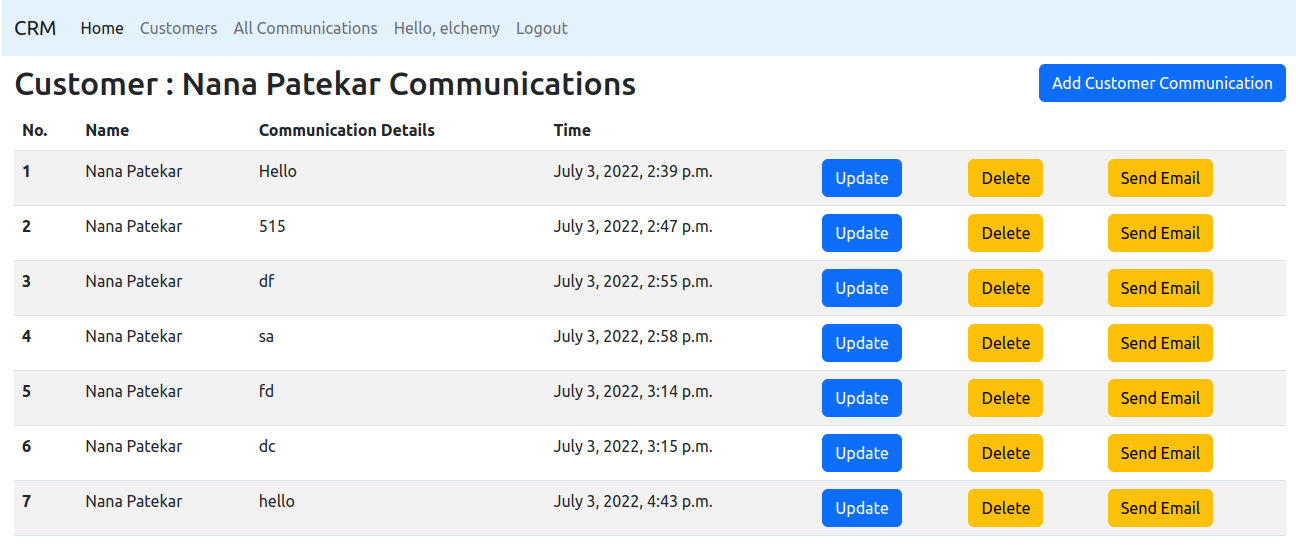 CRM Home Customers All Communications Hello, elchemy Logout
Customer : Nana Patekar Communications Add Customer Communication
No. Name Communication Details Time
1 Nana Patekar Hello July 3, 2022, 2:39 p.m. Update Delete Send Email
2 Nana Patekar 515 July 3, 2022, 2:47 p.m. Update Delete Send Email
3 Nana Patekar df July 3, 2022, 2:55 p.m. Update Delete Send Email
4 Nana Patekar sa July 3, 2022, 2:58 p.m. Update Delete Send Email
5 Nana Patekar fd July 3, 2022, 3:14 p.m. Update Delete Send Email
6 Nana Patekar dc July 3, 2022, 3:15 p.m. Update Delete Send Email
7 Nana Patekar hello July 3, 2022, 4:43 p.m. Update Delete Send Email